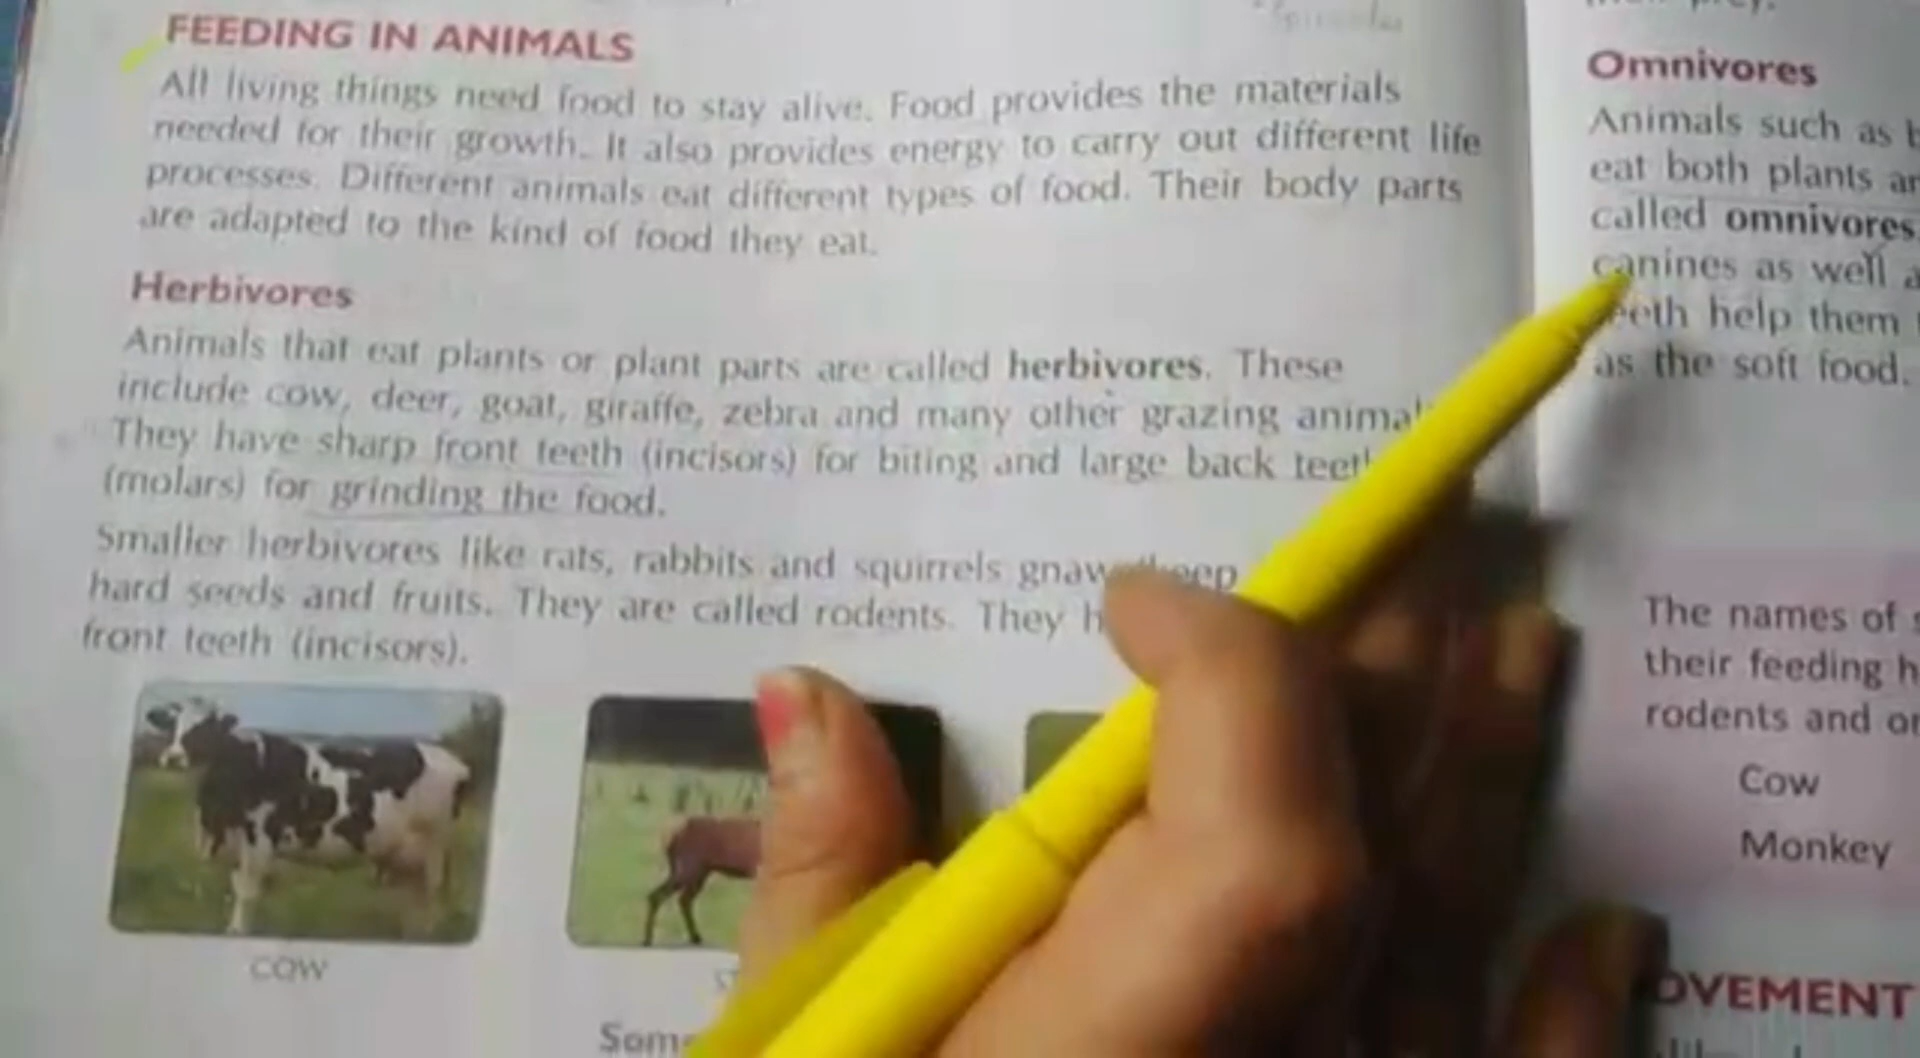 FEEDING IN ANIMALS
All living things need food to stay alive. Food provides the materials
needed for their growth. It also provides energy to carry out different life
processes. Different animals eat different types of food. Their body parts
are adapted to the kind of food they eat.
Herbivores
Animals that eat plants or plant parts are called herbivores. These
include cow, deer, goat, giraffe, zebra and many other grazing
They have sharp front teeth (incisors) for biting and large back
(molars) for grinding the food.
Smaller herbivores like rats, rabbits and squirrels gnaw
hard seeds and fruits. They are called rodents. They
front teeth (incisors).
COW
Omnivores
Animals such as
eat both plants
called omnivores
canines as well
help them
as the soft food.
The names of
their feeding
rodents and
Cow
Monkey